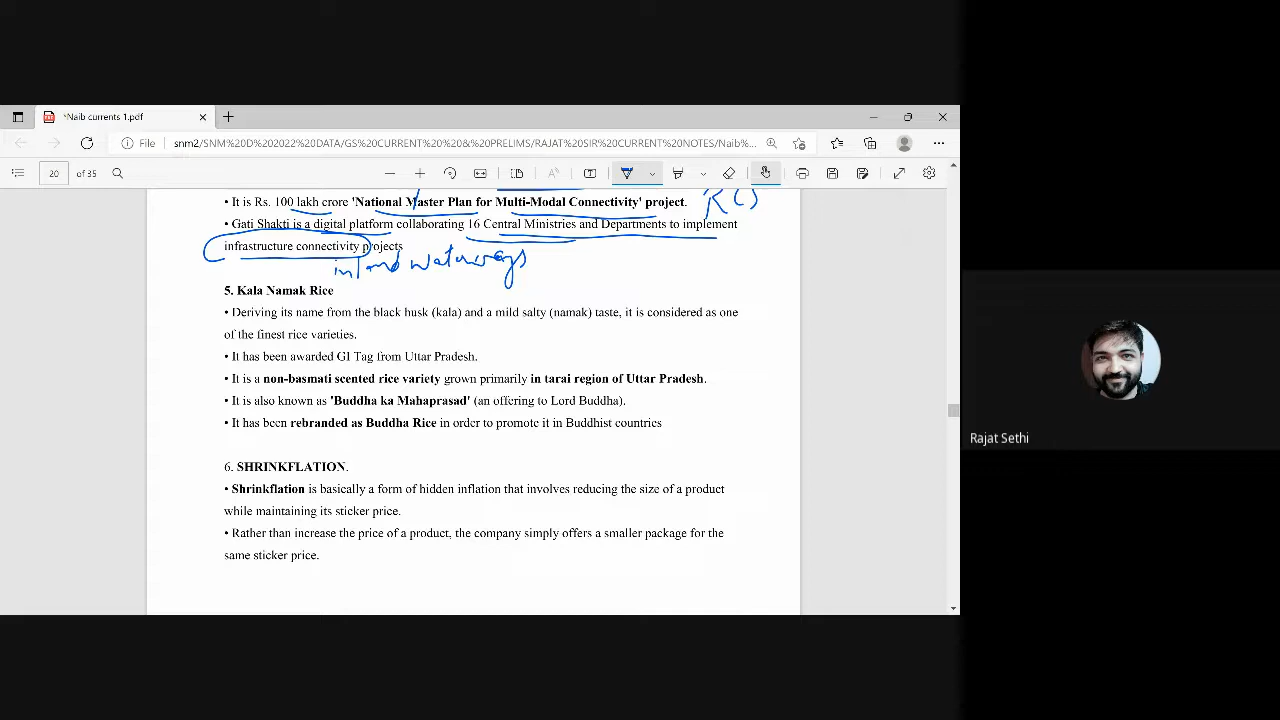 *Naib currents 1.pdf
File
snm2/SNM%20D%202022%20DATA/GS%20CURRENT%20%20&%20PRELIMS/RAJAT%20SIR%20CURRENT%20NOTES/Naib%...
20 of 35
• It is Rs. 100 lakh crore 'National Master Plan for Multi-Modal Connectivity' project.
• Gati Shakti is a digital platform collaborating 16 Central Ministries and Departments to implement
infrastructure connectivity projects
inland waterways
5. Kala Namak Rice
• Deriving its name from the black husk (kala) and a mild salty (namak) taste, it is considered as one
of the finest rice varieties.
• It has been awarded GI Tag from Uttar Pradesh.
• It is a non-basmati scented rice variety grown primarily in tarai region of Uttar Pradesh.
• It is also known as 'Buddha ka Mahaprasad' (an offering to Lord Buddha).
• It has been rebranded as Buddha Rice in order to promote it in Buddhist countries
6. SHRINKFLATION.
• Shrinkflation is basically a form of hidden inflation that involves reducing the size of a product
while maintaining its sticker price.
• Rather than increase the price of a product, the company simply offers a smaller package for the
same sticker price.
Rajat Sethi